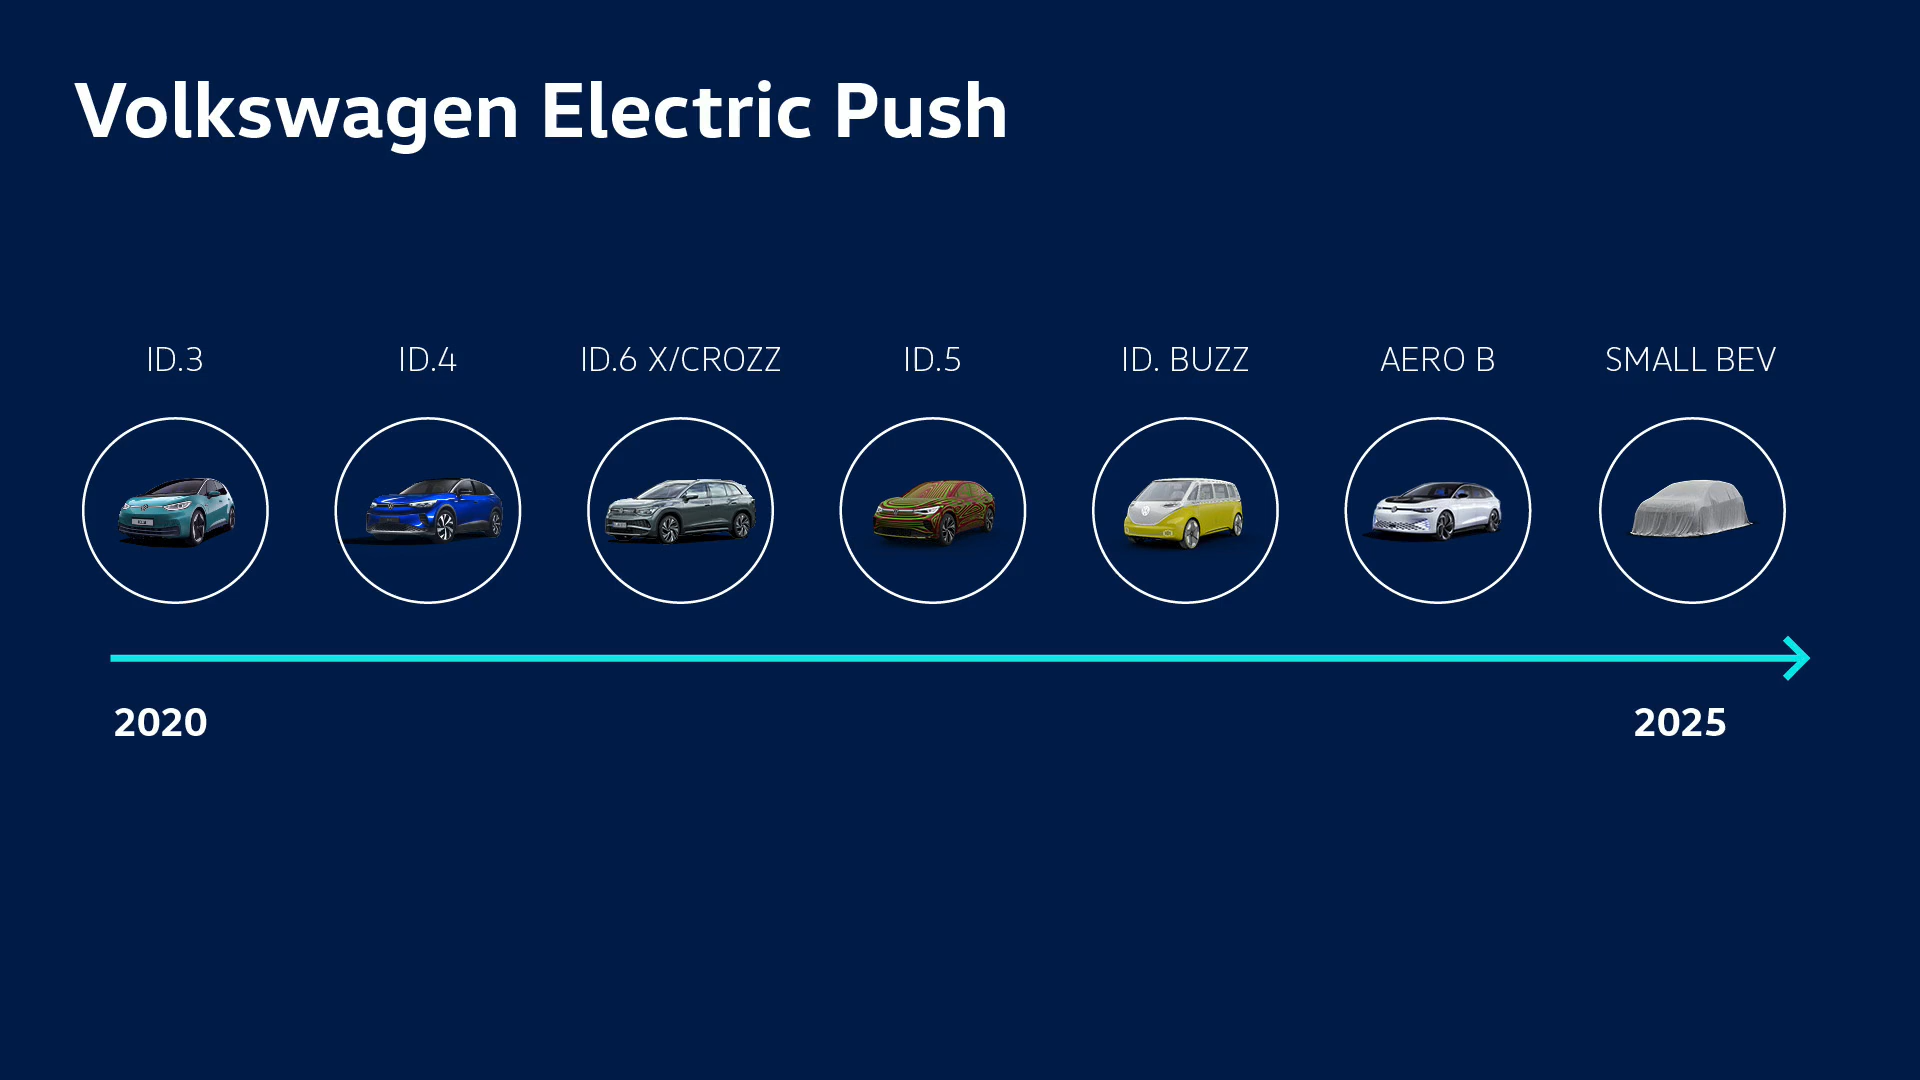 Volkswagen Electric Push
ID.3
ID.4
ID.6 X/CROZZ
ID.5
ID. BUZZ
AERO B
SMALL BEV
2020
2025